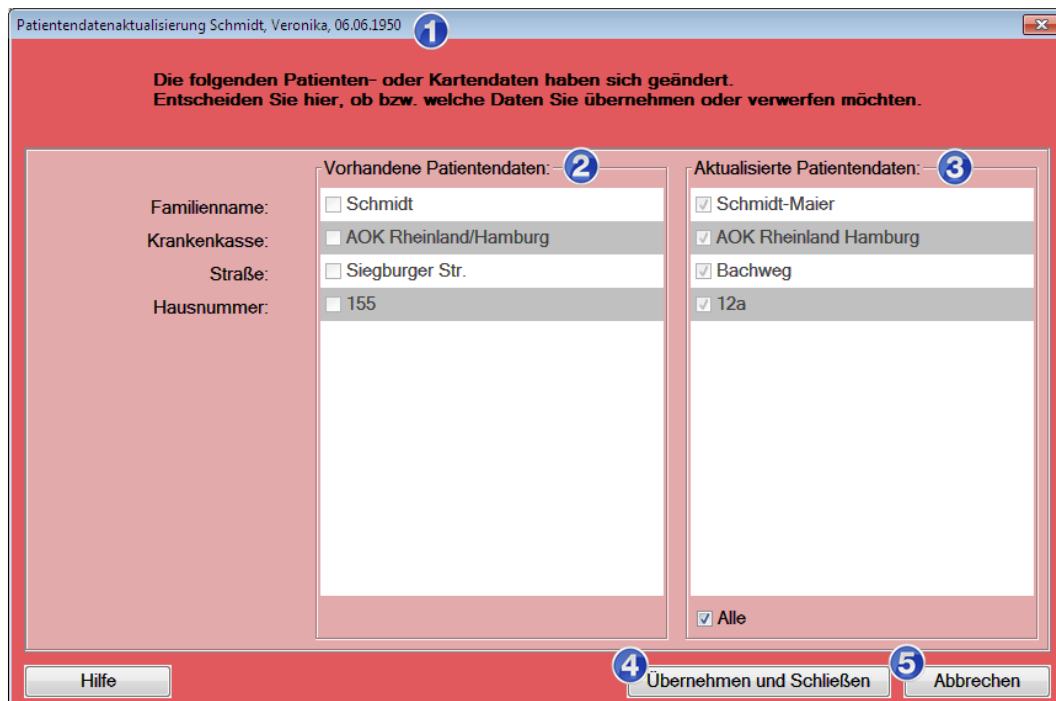 Patientendatenaktualisierung Schmidt, Veronika, 06.06.1950
1
Die folgenden Patienten- oder Kartendaten haben sich geändert.
Entscheiden Sie hier, ob bzw. welche Daten Sie übernehmen oder verwerfen möchten.
Vorhandene Patientendaten: 2
Aktualisierte Patientendaten: 3
Familienname: Schmidt Schmidt-Maier
Krankenkasse: AOK Rheinland/Hamburg AOK Rheinland Hamburg
Straße: Siegburger Str. Bachweg
Hausnummer: 155 12a
Alle
4 5
Hilfe Übernehmen und Schließen Abbrechen